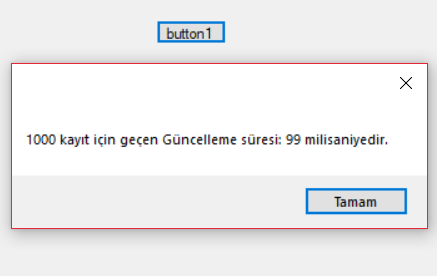 button1
1000 kayıt için geçen Güncelleme süresi: 99 milisaniyedir.
Tamam